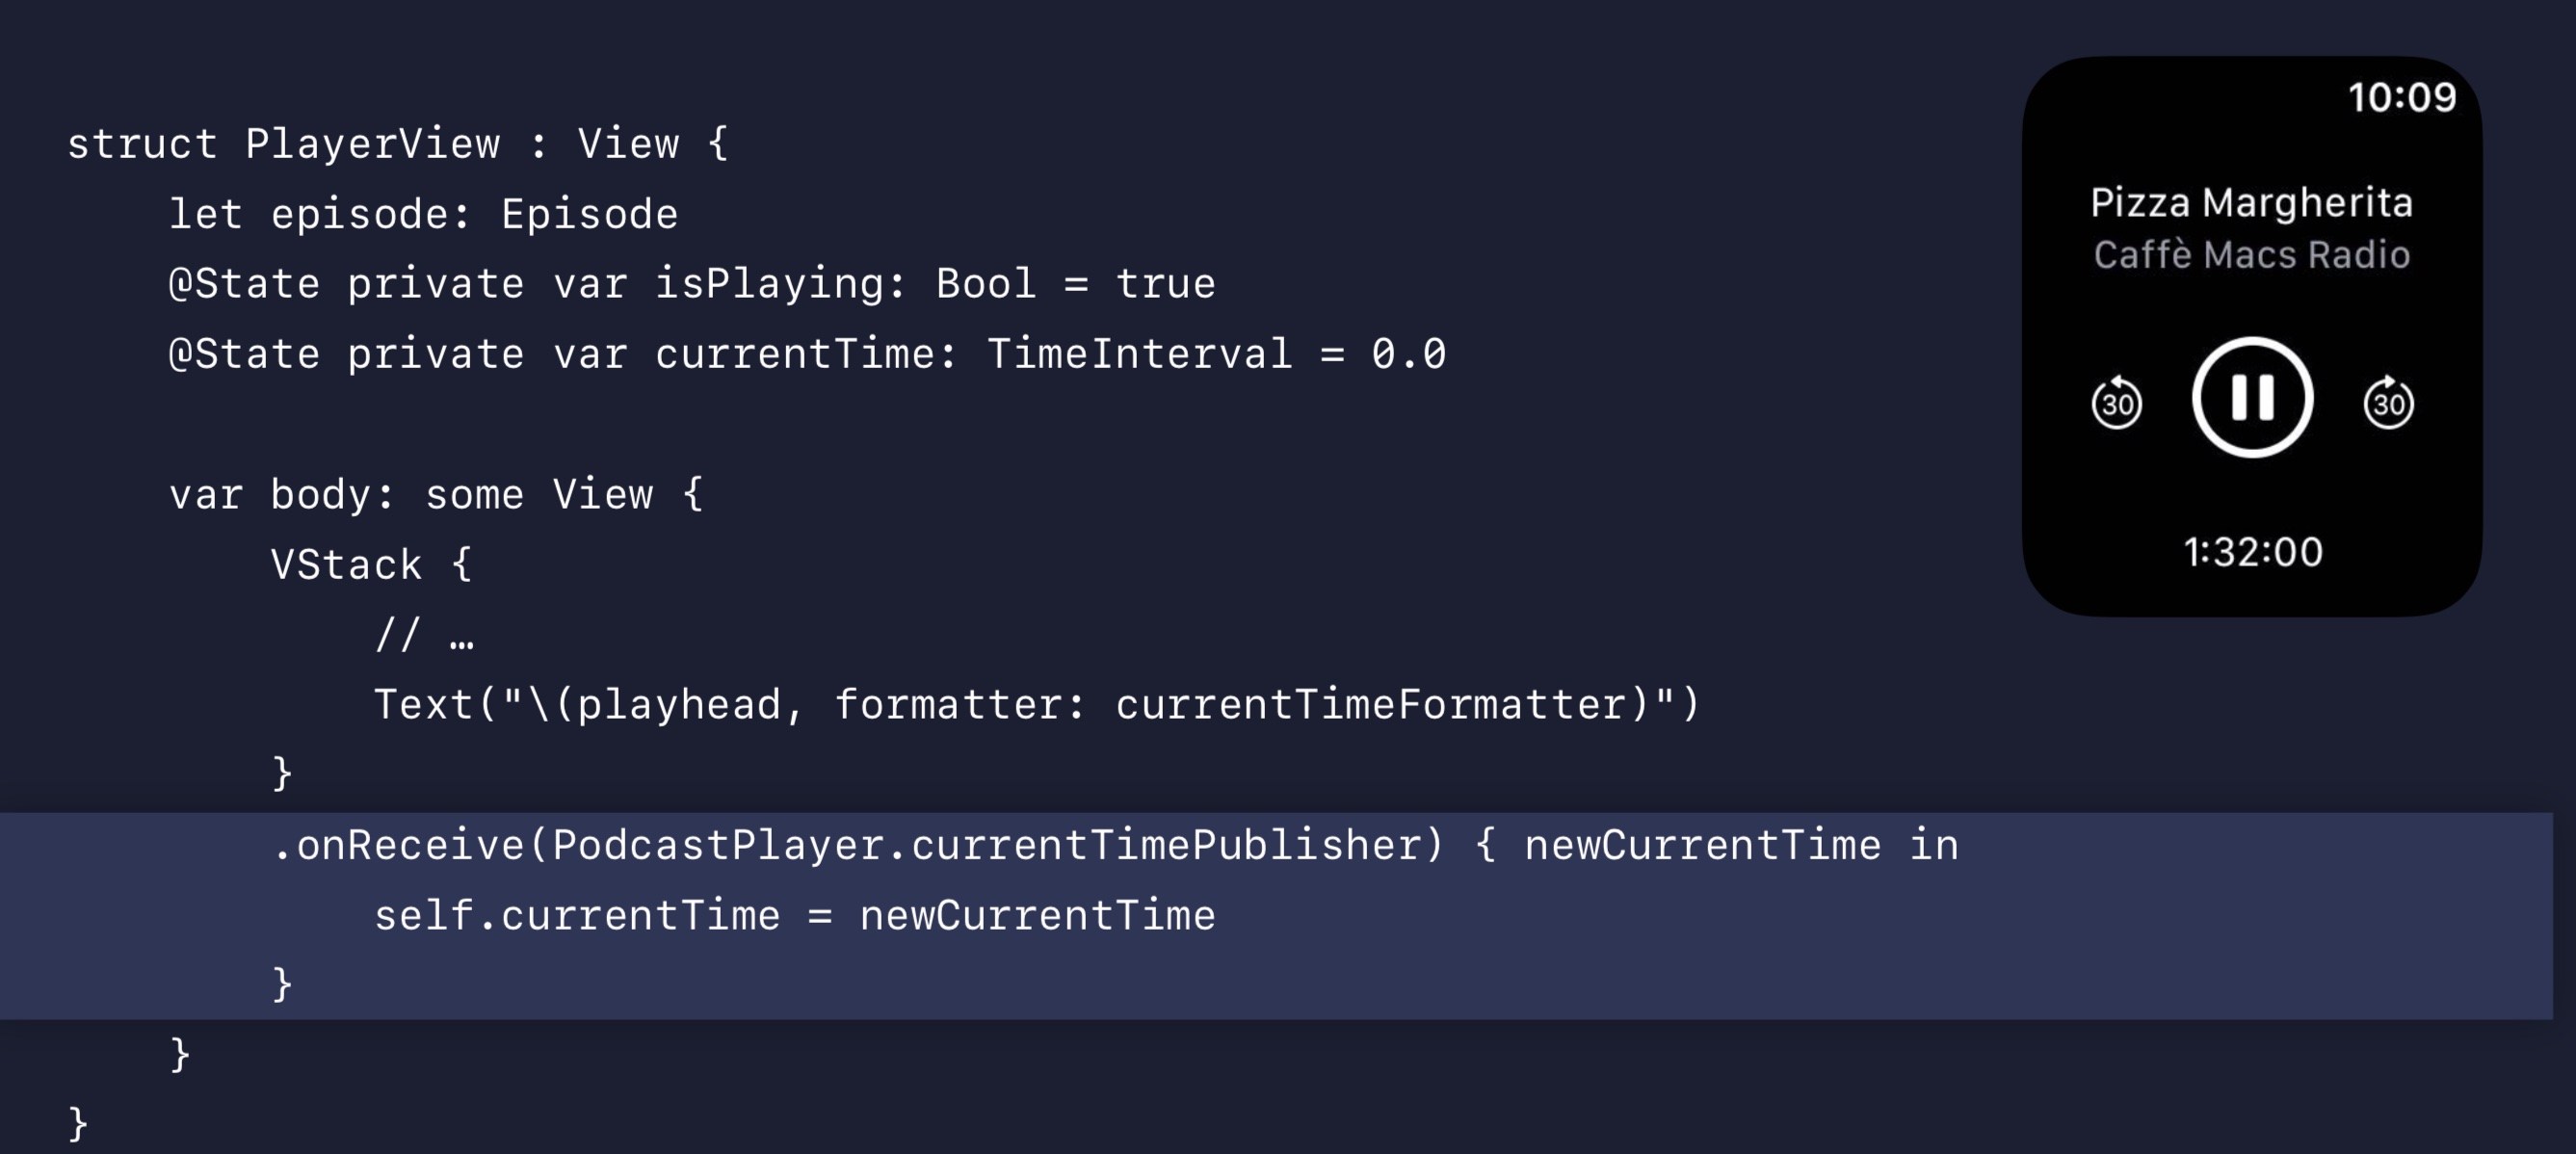 struct PlayerView : View {
    let episode: Episode
    @State private var isPlaying: Bool = true
    @State private var currentTime: TimeInterval = 0.0

    var body: some View {
        VStack {
            // …
            Text("\(playhead, formatter: currentTimeFormatter)")
        }
        .onReceive(PodcastPlayer.currentTimePublisher) { newCurrentTime in
            self.currentTime = newCurrentTime
        }
    }
}
10:09
Pizza Margherita
Caffè Macs Radio
30 30
1:32:00